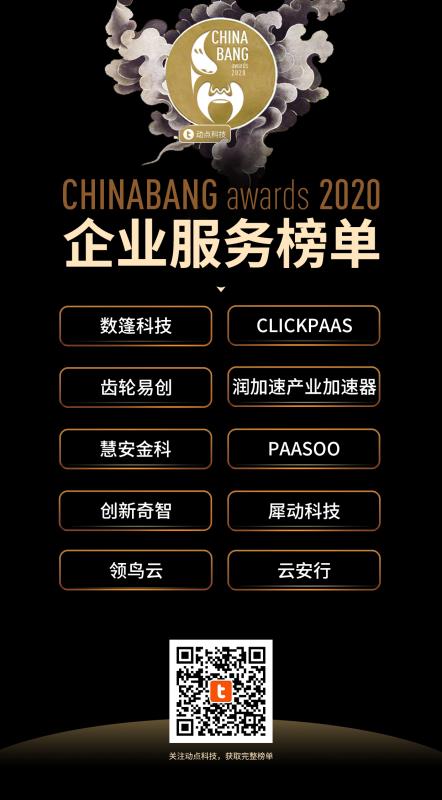 CHINA
BANG
awards
2020
动点科技
CHINABANG awards 2020
企业服务榜单
数篷科技
CLICKPAAS
齿轮易创
润加速产业加速器
慧安金科
PAASOO
创新奇智
犀动科技
领鸟云
云安行
关注动点科技，获取完整榜单